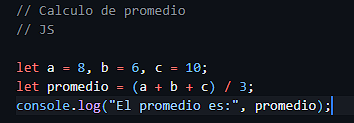 // Calculo de promedio
// JS
let a = 8, b = 6, c = 10;
let promedio = (a + b + c) / 3;
console.log("El promedio es:", promedio);